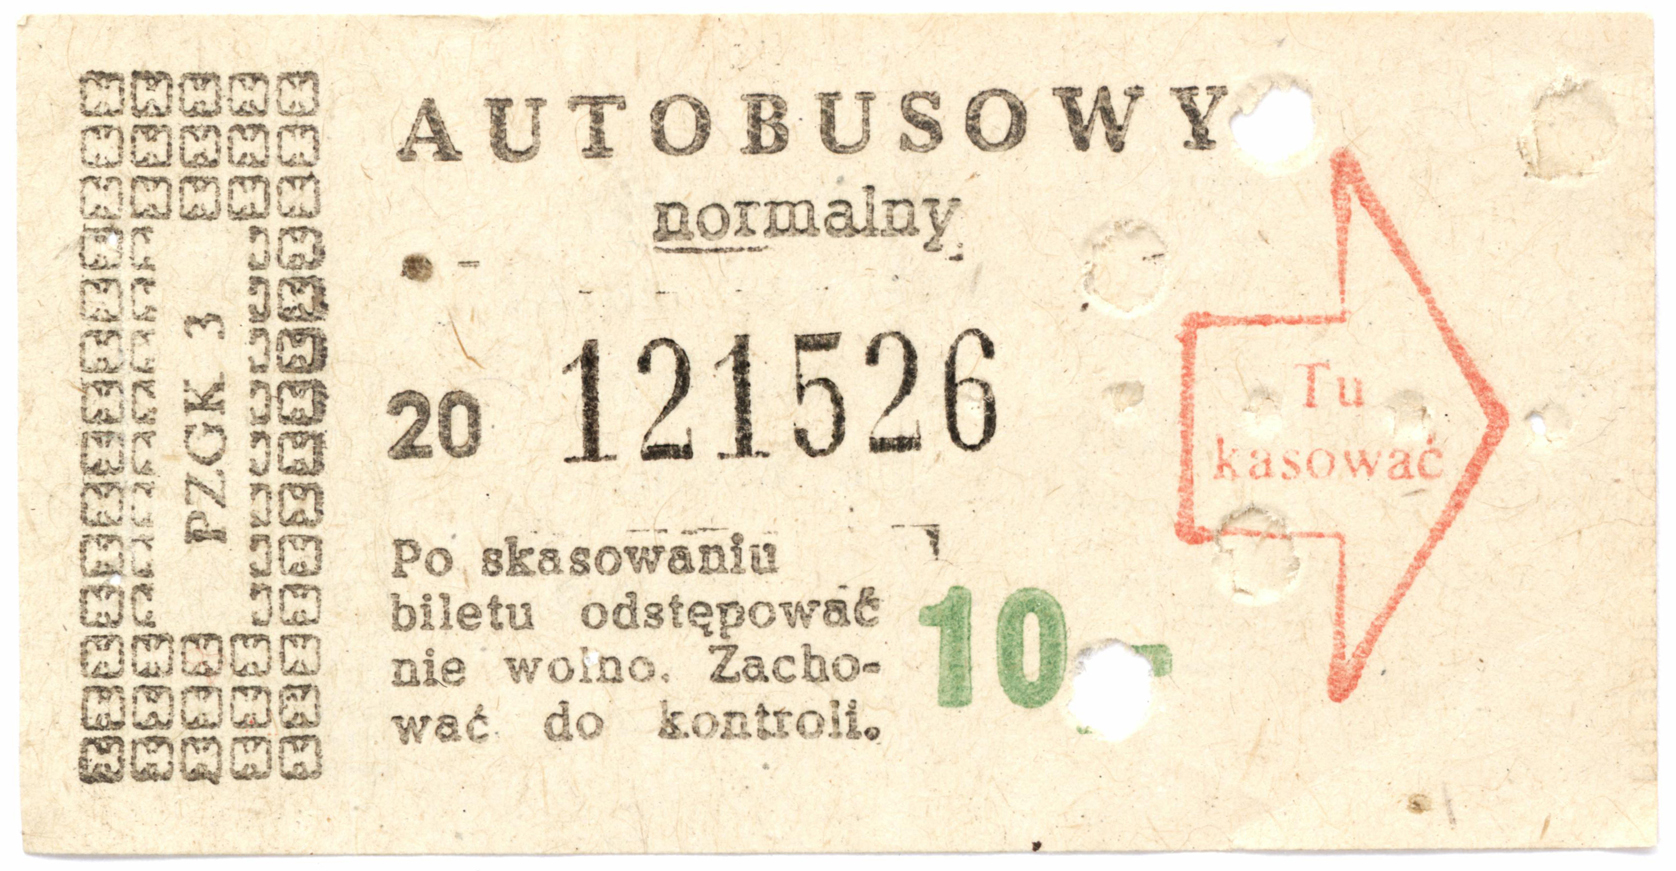 AUTOBUSOWY
normalny
PZGK 3
20 121526
Tu
kasować
Po skasowaniu
biletu odstępować
nie wolno. Zacho-
wać do kontroli.
10,-